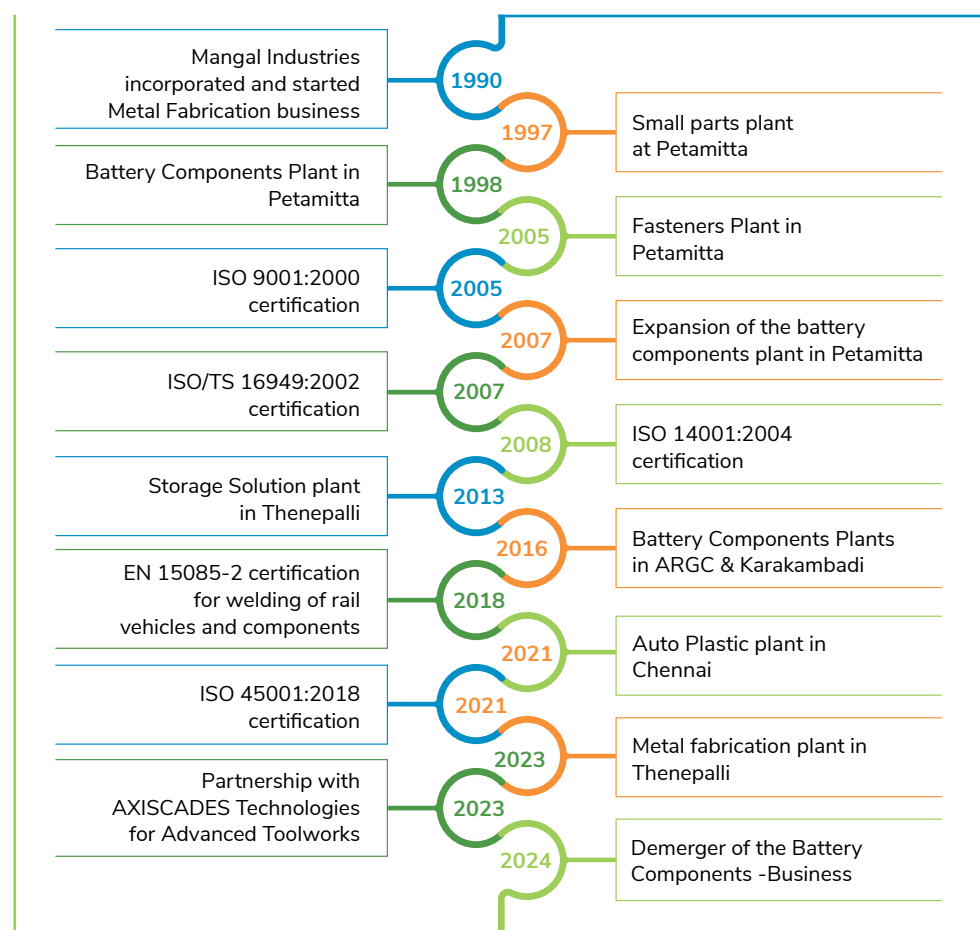 Mangal Industries
incorporated and started
Metal Fabrication business
1990
1997
Small parts plant
at Petamitta
Battery Components Plant in
Petamitta
1998
2005
Fasteners Plant in
Petamitta
ISO 9001:2000
certification
2005
2007
Expansion of the battery
components plant in Petamitta
ISO/TS 16949:2002
certification
2007
2008
ISO 14001:2004
certification
Storage Solution plant
in Thenepalli
2013
2016
Battery Components Plants
in ARGC & Karakambadi
EN 15085-2 certification
for welding of rail
vehicles and components
2018
2021
Auto Plastic plant in
Chennai
ISO 45001:2018
certification
2021
2023
Metal fabrication plant in
Thenepalli
Partnership with
AXISCADES Technologies
for Advanced Toolworks
2023
2024
Demerger of the Battery
Components -Business